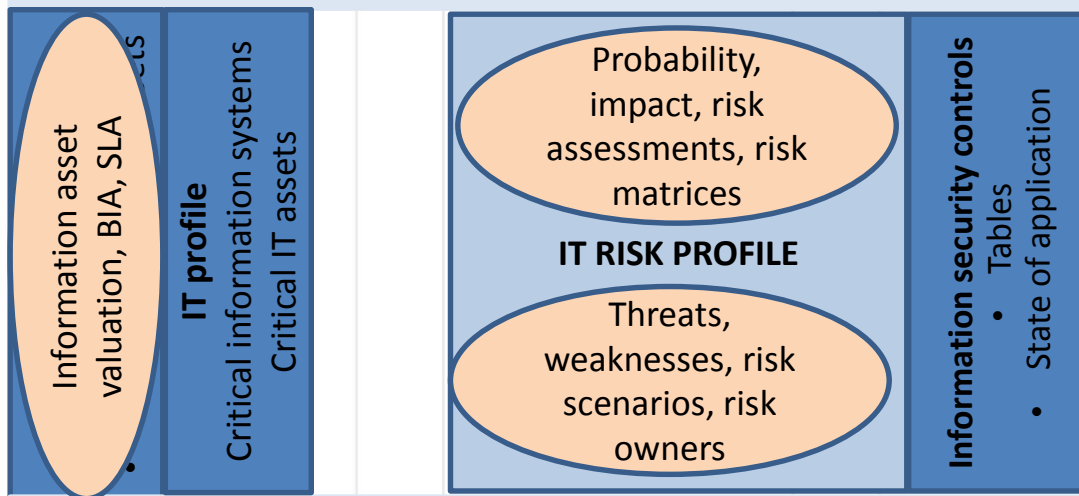 Information asset
valuation, BIA, SLA
IT profile
Critical information systems
Critical IT assets
Probability,
impact, risk
assessments, risk
matrices
IT RISK PROFILE
Threats,
weaknesses, risk
scenarios, risk
owners
Information security controls
• Tables
• State of application